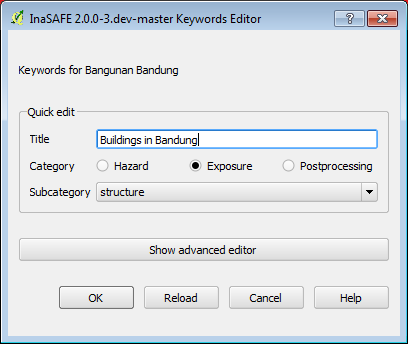 InaSAFE 2.0.0-3.dev-master Keywords Editor
Keywords for Bangunan Bandung
Quick edit
Title Buildings in Bandung
Category Hazard Exposure Postprocessing
Subcategory structure
Show advanced editor
OK Reload Cancel Help